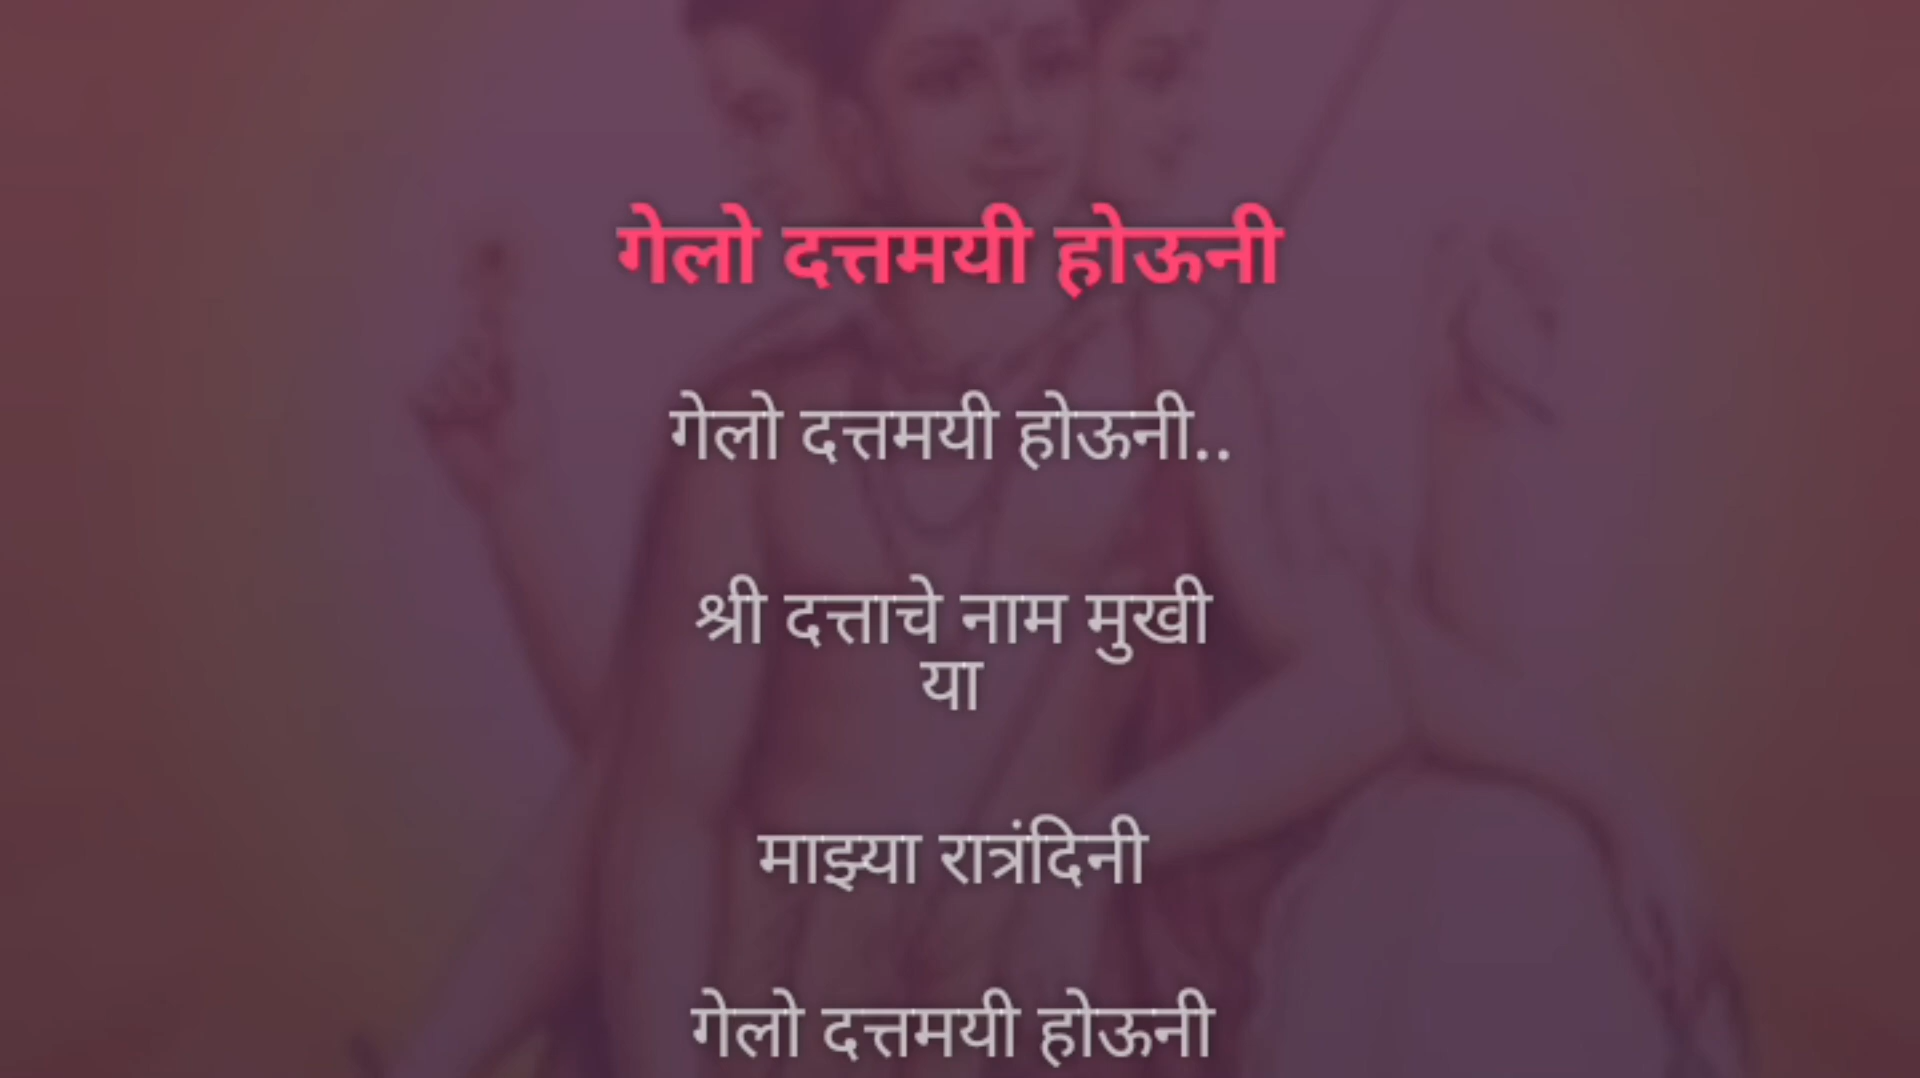 गेलो दत्तमयी होऊनी
गेलो दत्तमयी होऊनी..
श्री दत्ताचे नाम मुखी
या
माझ्या रात्रंदिनी
गेलो दत्तमयी होऊनी